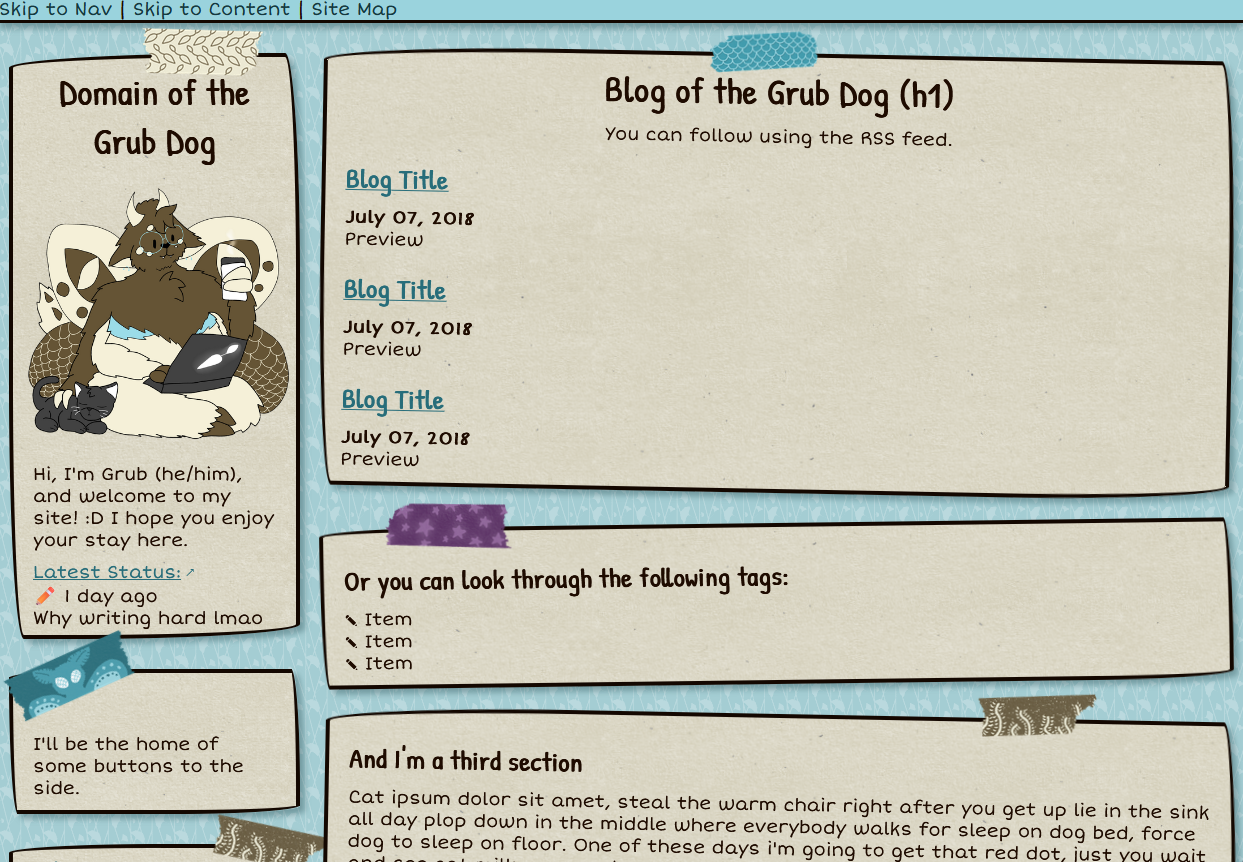 Skip to Nav | Skip to Content | Site Map
Domain of the
Grub Dog
Hi, I'm Grub (he/him),
and welcome to my
site! :D I hope you enjoy
your stay here.
Latest Status:
✏️ 1 day ago
Why writing hard lmao
I'll be the home of
some buttons to the
side.
Blog of the Grub Dog (h1)
You can follow using the RSS feed.
Blog Title
July 07, 2018
Preview
Blog Title
July 07, 2018
Preview
Blog Title
July 07, 2018
Preview
Or you can look through the following tags:
Item
Item
Item
And I'm a third section
Cat ipsum dolor sit amet, steal the warm chair right after you get up lie in the sink
all day plop down in the middle where everybody walks for sleep on dog bed, force
dog to sleep on floor. One of these days i'm going to get that red dot, just you wait